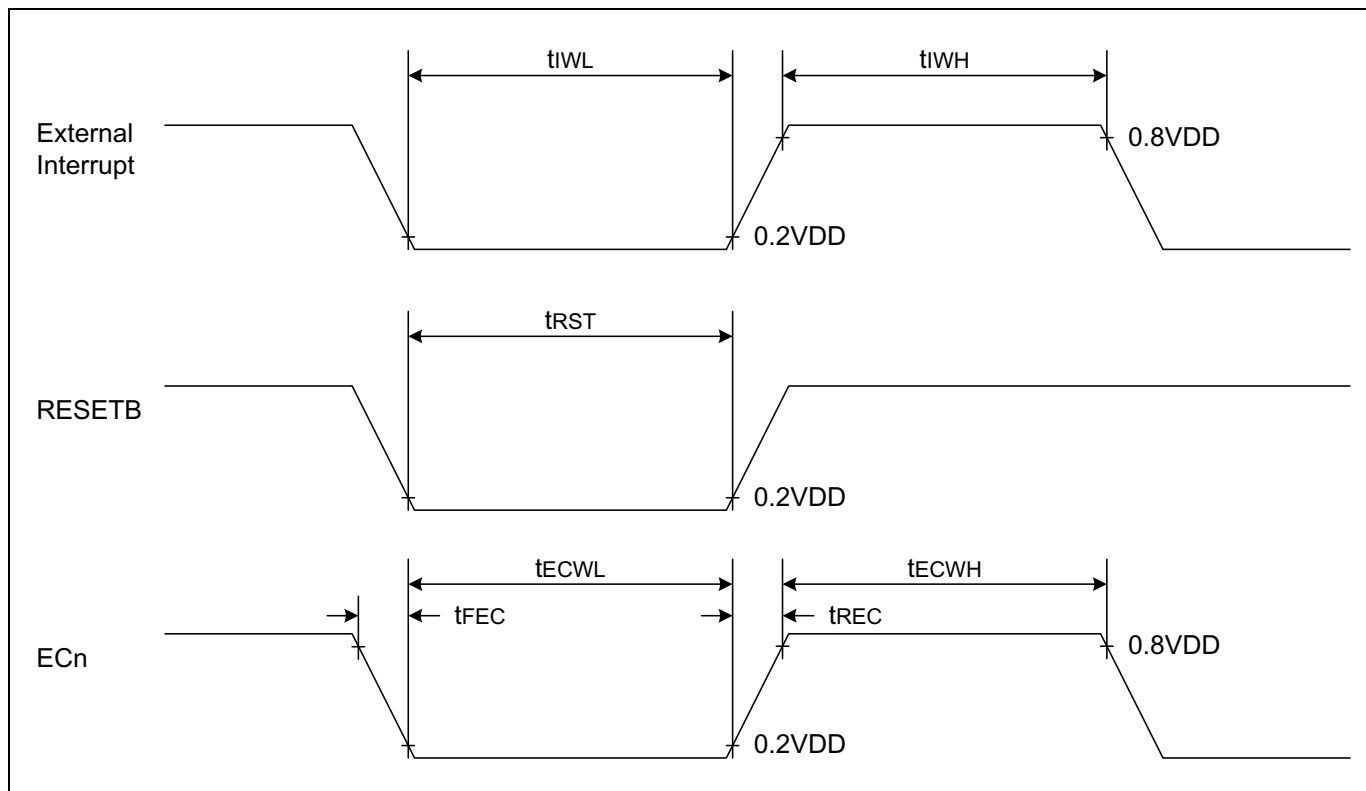 tIWL
tIWH
External
Interrupt
0.8VDD
0.2VDD
tRST
RESETB
0.2VDD
tECWL
tECWH
tFEC
tREC
ECn
0.8VDD
0.2VDD